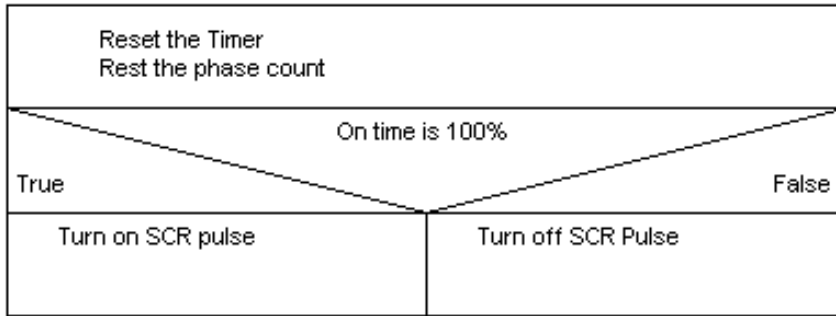 Reset the Timer
Rest the phase count
On time is 100%
True
False
Turn on SCR pulse
Turn off SCR Pulse